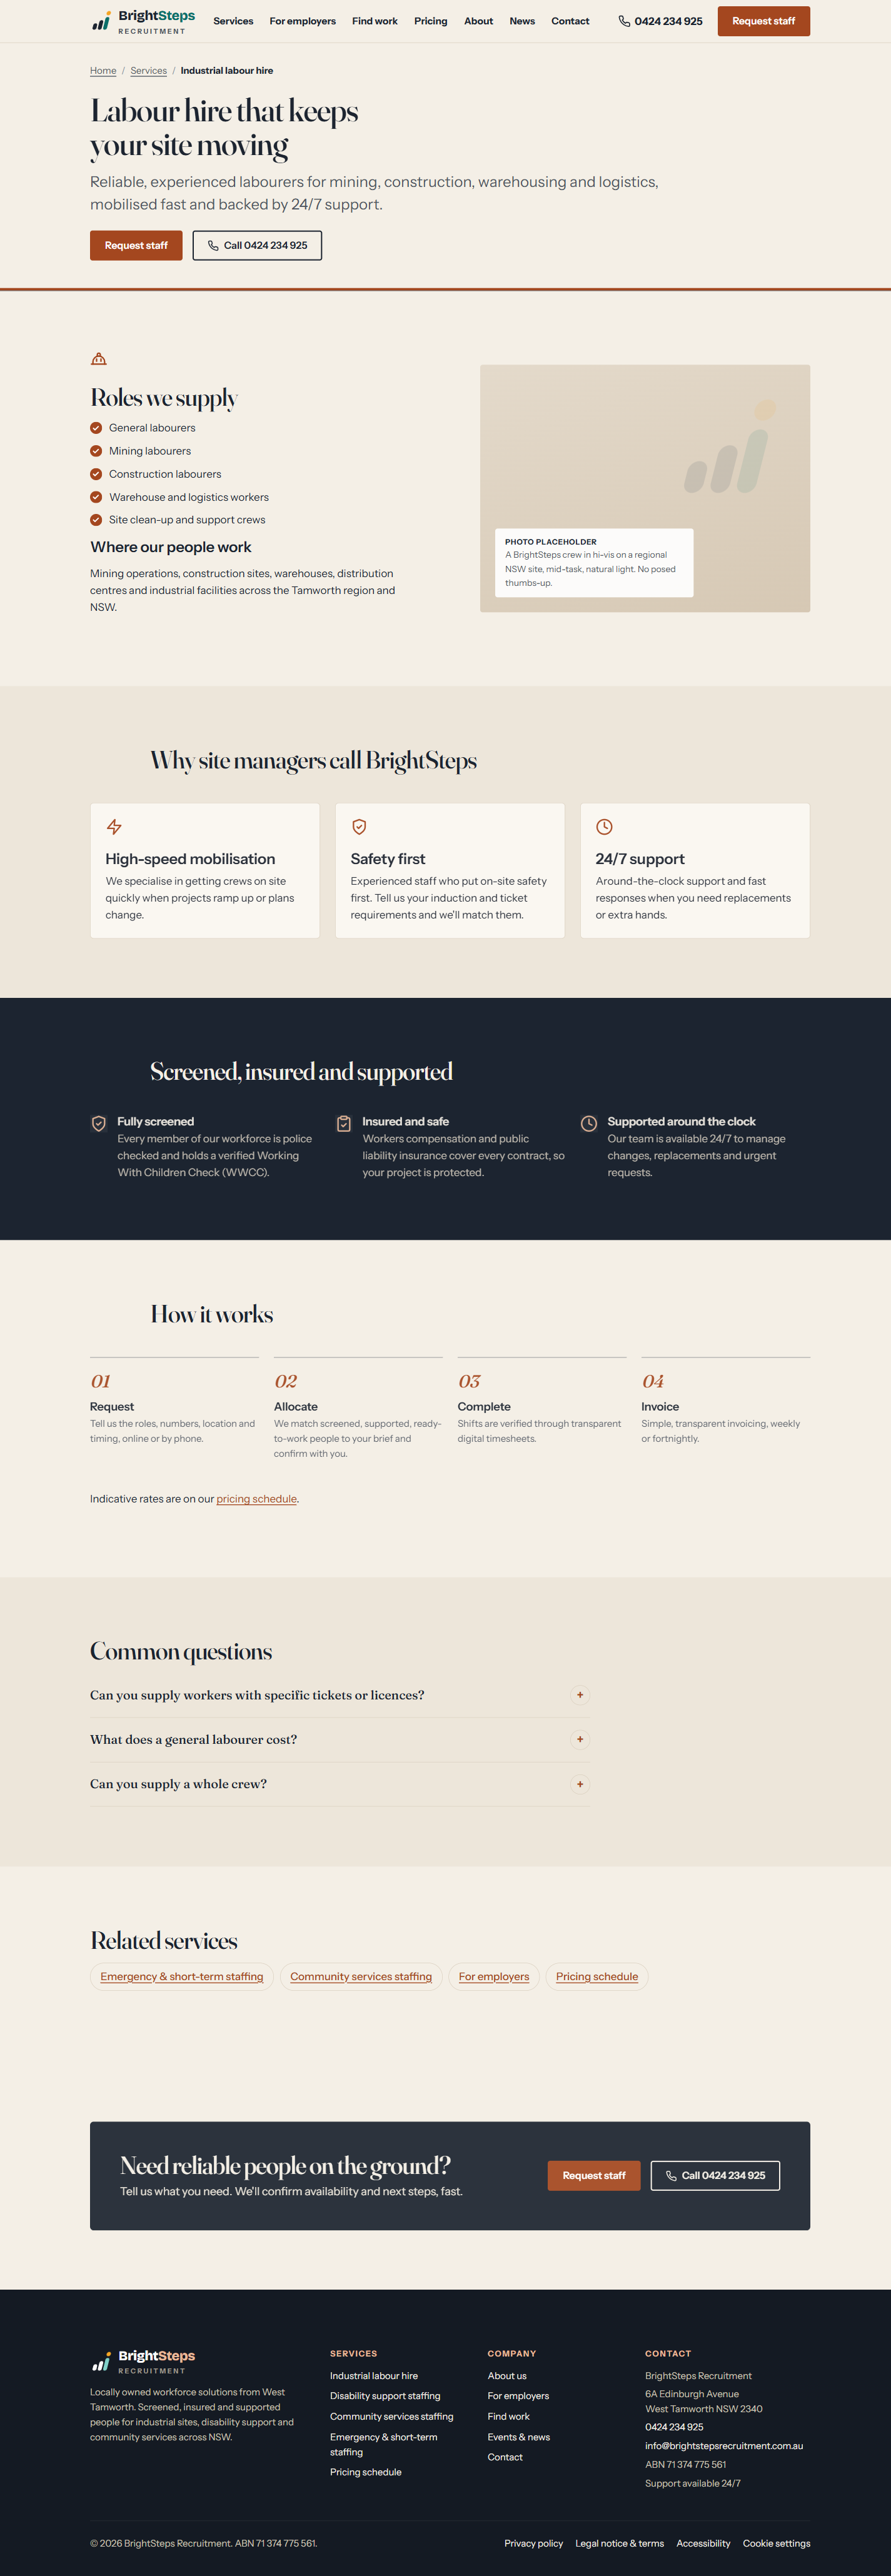 BrightSteps
RECRUITMENT
Services
For employers
Find work
Pricing
About
News
Contact
0424 234 925
Request staff
Home / Services / Industrial labour hire
Labour hire that keeps
your site moving
Reliable, experienced labourers for mining, construction, warehousing and logistics,
mobilised fast and backed by 24/7 support.
Request staff
Call 0424 234 925
Roles we supply
General labourers
Mining labourers
Construction labourers
Warehouse and logistics workers
Site clean-up and support crews
Where our people work
Mining operations, construction sites, warehouses, distribution
centres and industrial facilities across the Tamworth region and
NSW.
PHOTO PLACEHOLDER
A BrightSteps crew in hi-vis on a regional
NSW site, mid-task, natural light. No posed
thumbs-up.
Why site managers call BrightSteps
High-speed mobilisation
We specialise in getting crews on site
quickly when projects ramp up or plans
change.
Safety first
Experienced staff who put on-site safety
first. Tell us your induction and ticket
requirements and we'll match them.
24/7 support
Around-the-clock support and fast
responses when you need replacements
or extra hands.
Screened, insured and supported
Fully screened
Every member of our workforce is police
checked and holds a verified Working
With Children Check (WWCC).
Insured and safe
Workers compensation and public
liability insurance cover every contract, so
your project is protected.
Supported around the clock
Our team is available 24/7 to manage
changes, replacements and urgent
requests.
How it works
01
Request
Tell us the roles, numbers, location and
timing, online or by phone.
02
Allocate
We match screened, supported, ready-
to-work people to your brief and
confirm with you.
03
Complete
Shifts are verified through transparent
digital timesheets.
04
Invoice
Simple, transparent invoicing, weekly
or fortnightly.
Indicative rates are on our pricing schedule.
Common questions
Can you supply workers with specific tickets or licences?
+
What does a general labourer cost?
+
Can you supply a whole crew?
+
Related services
Emergency & short-term staffing
Community services staffing
For employers
Pricing schedule
Need reliable people on the ground?
Tell us what you need. We'll confirm availability and next steps, fast.
Request staff
Call 0424 234 925
BrightSteps
RECRUITMENT
Locally owned workforce solutions from West
Tamworth. Screened, insured and supported
people for industrial sites, disability support and
community services across NSW.
SERVICES
Industrial labour hire
Disability support staffing
Community services staffing
Emergency & short-term
staffing
Pricing schedule
COMPANY
About us
For employers
Find work
Events & news
Contact
CONTACT
BrightSteps Recruitment
6A Edinburgh Avenue
West Tamworth NSW 2340
0424 234 925
info@brightstepsrecruitment.com.au
ABN 71 374 775 561
Support available 24/7
© 2026 BrightSteps Recruitment. ABN 71 374 775 561.
Privacy policy
Legal notice & terms
Accessibility
Cookie settings